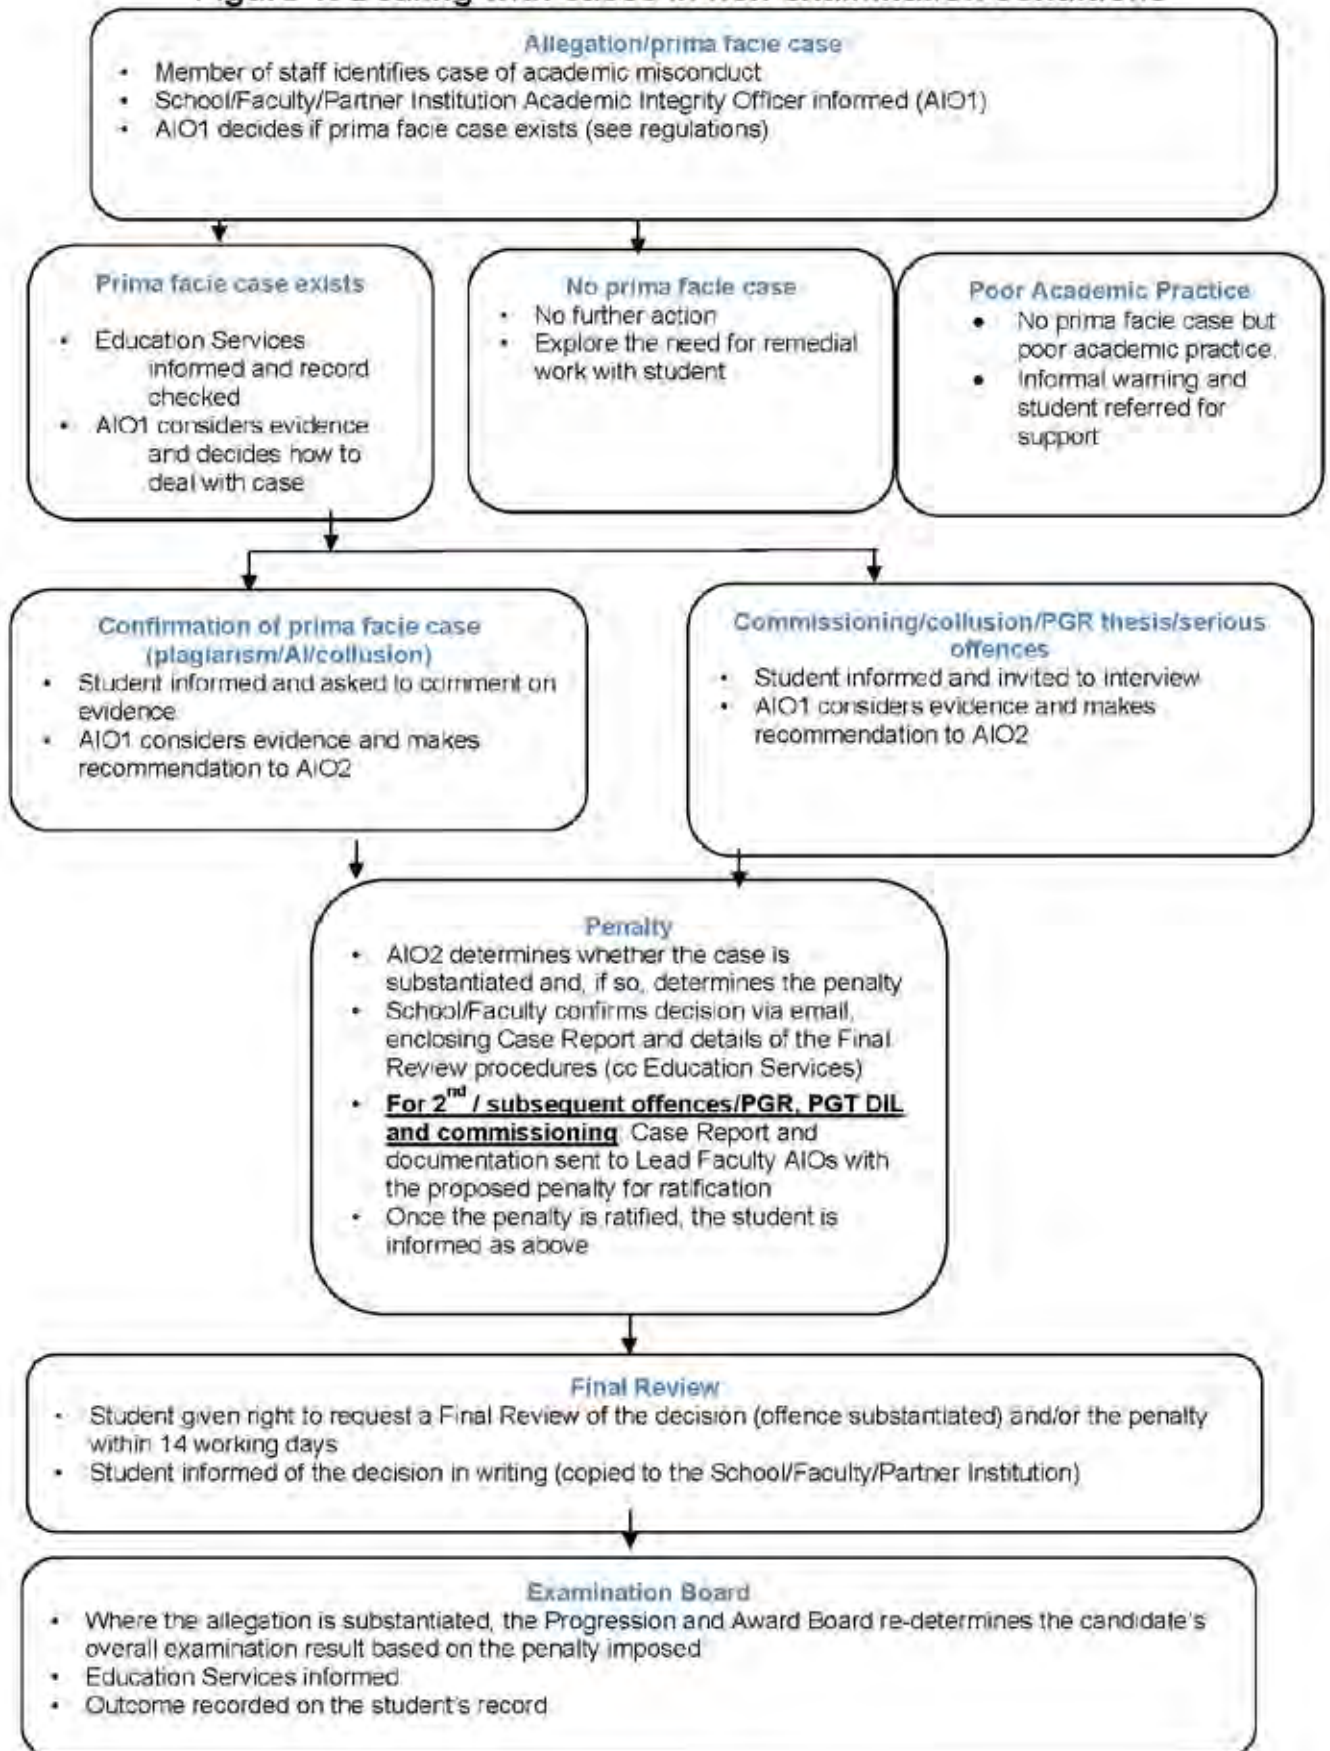 Allegation/prima facie case
• Member of staff identifies case of academic misconduct
• School/Faculty/Partner Institution Academic Integrity Officer informed (AIO1)
• AIO1 decides if prima facie case exists (see regulations)
Prima facie case exists
• Education Services
informed and record
checked
• AIO1 considers evidence
and decides how to
deal with case
No prima facie case
• No further action
• Explore the need for remedial
work with student
Poor Academic Practice
• No prima facie case but
poor academic practice.
• Informal warning and
student referred for
support
Confirmation of prima facie case
(plagiarism/AI/collusion)
• Student informed and asked to comment on
evidence.
• AIO1 considers evidence and makes
recommendation to AIO2
Commissioning/collusion/PGR thesis/serious
offences
• Student informed and invited to interview
• AIO1 considers evidence and makes
recommendation to AIO2
Penalty
• AIO2 determines whether the case is
substantiated and, if so, determines the penalty
• School/Faculty confirms decision via email,
enclosing Case Report and details of the Final
Review procedures (cc Education Services)
• For 2nd / subsequent offences/PGR, PGT DIL
and commissioning: Case Report and
documentation sent to Lead Faculty AIOs with
the proposed penalty for ratification
• Once the penalty is ratified, the student is
informed as above
Final Review
• Student given right to request a Final Review of the decision (offence substantiated) and/or the penalty
within 14 working days
• Student informed of the decision in writing (copied to the School/Faculty/Partner Institution)
Examination Board
• Where the allegation is substantiated, the Progression and Award Board re-determines the candidate's
overall examination result based on the penalty imposed
• Education Services informed.
• Outcome recorded on the student's record